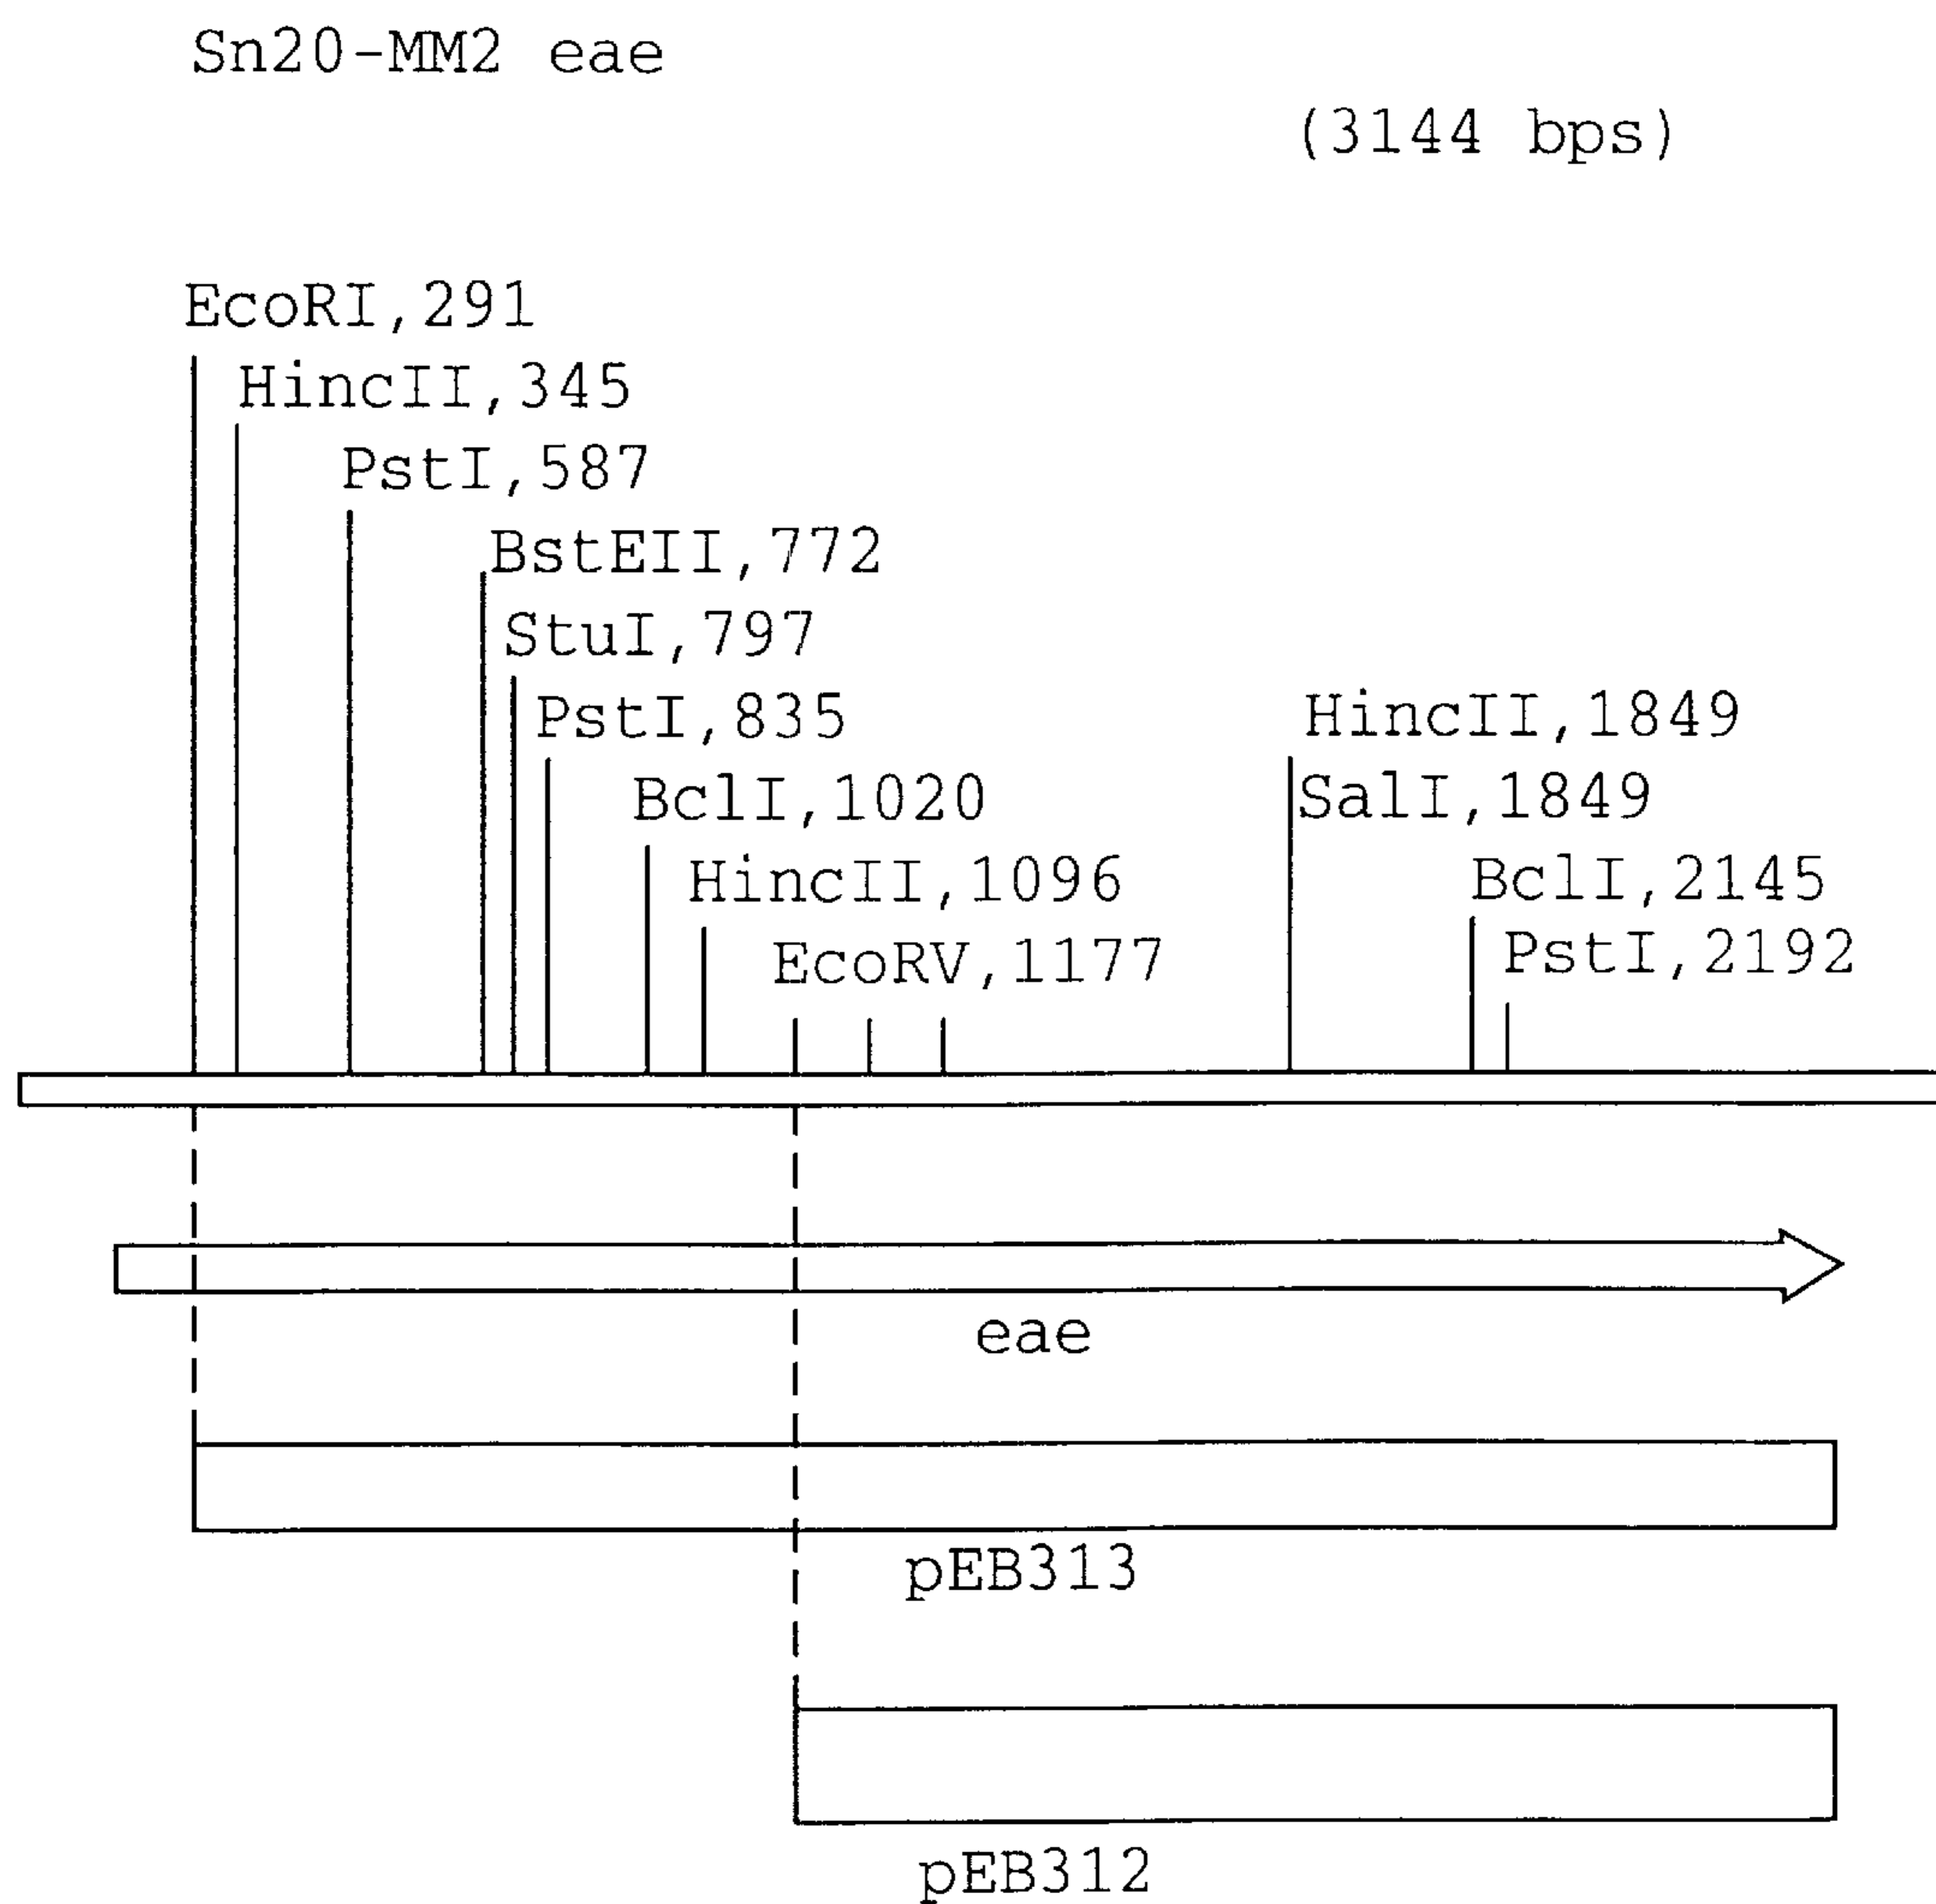 Sn20-MM2 eae
(3144 bps)
EcoRI,291
HincII,345
PstI,587
BstEII,772
StuI,797
PstI,835
HincII,1849
BclI,1020
SalI,1849
HincII,1096
BclI,2145
EcoRV,1177
PstI,2192
eae
pEB313
pEB312